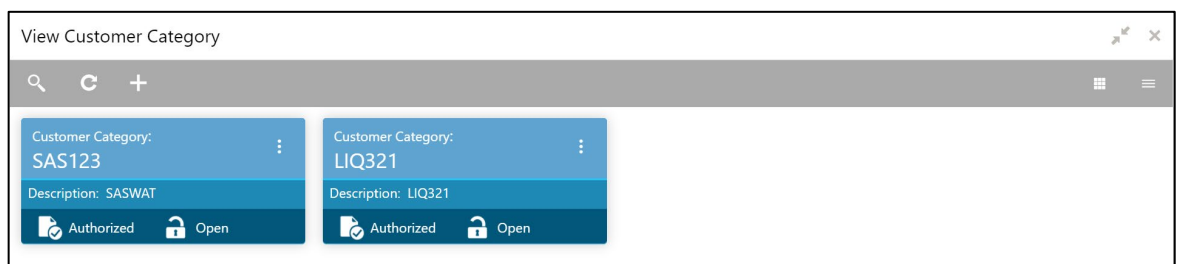 View Customer Category
Customer Category:
SAS123
Description: SASWAT
Authorized Open
Customer Category:
LIQ321
Description: LIQ321
Authorized Open